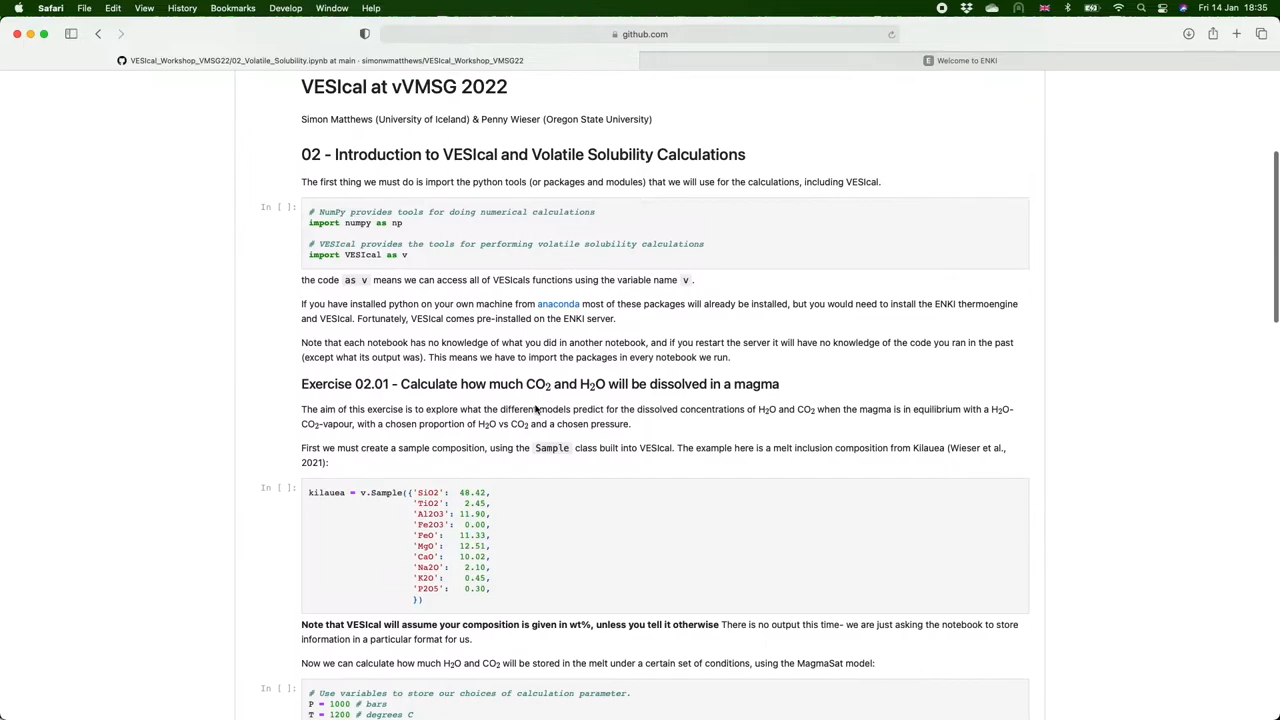 Safari File Edit View History Bookmarks Develop Window Help Fri 14 Jan 18:35
github.com
VESIcal_Workshop_VMSG22/02_Volatile_Solubility.ipynb at main · simonwmatthews/VESIcal_Workshop_VMSG22
E Welcome to ENKI
VESIcal at vVMSG 2022
Simon Matthews (University of Iceland) & Penny Wieser (Oregon State University)
02 - Introduction to VESIcal and Volatile Solubility Calculations
The first thing we must do is import the python tools (or packages and modules) that we will use for the calculations, including VESIcal.
In [ ]:
# NumPy provides tools for doing numerical calculations
import numpy as np
# VESIcal provides the tools for performing volatile solubility calculations
import VESIcal as v
the code as v means we can access all of VESIcals functions using the variable name v.
If you have installed python on your own machine from anaconda most of these packages will already be installed, but you would need to install the ENKI thermoengine
and VESIcal. Fortunately, VESIcal comes pre-installed on the ENKI server.
Note that each notebook has no knowledge of what you did in another notebook, and if you restart the server it will have no knowledge of the code you ran in the past
(except what its output was). This means we have to import the packages in every notebook we run.
Exercise 02.01 - Calculate how much CO2 and H2O will be dissolved in a magma
The aim of this exercise is to explore what the different models predict for the dissolved concentrations of H2O and CO2 when the magma is in equilibrium with a H2O-
CO2-vapour, with a chosen proportion of H2O vs CO2 and a chosen pressure.
First we must create a sample composition, using the Sample class built into VESIcal. The example here is a melt inclusion composition from Kilauea (Wieser et al.,
2021):
In [ ]:
kilauea = v.Sample({'SiO2': 48.42,
'TiO2': 2.45,
'Al2O3': 11.90,
'Fe2O3': 0.00,
'FeO': 11.33,
'MgO': 12.51,
'CaO': 10.02,
'Na2O': 2.10,
'K2O': 0.45,
'P2O5': 0.30,
})
Note that VESIcal will assume your composition is given in wt%, unless you tell it otherwise There is no output this time- we are just asking the notebook to store
information in a particular format for us.
Now we can calculate how much H2O and CO2 will be stored in the melt under a certain set of conditions, using the MagmaSat model:
In [ ]:
# Use variables to store our choices of calculation parameter.
P = 1000 # bars
T = 1200 # degrees C